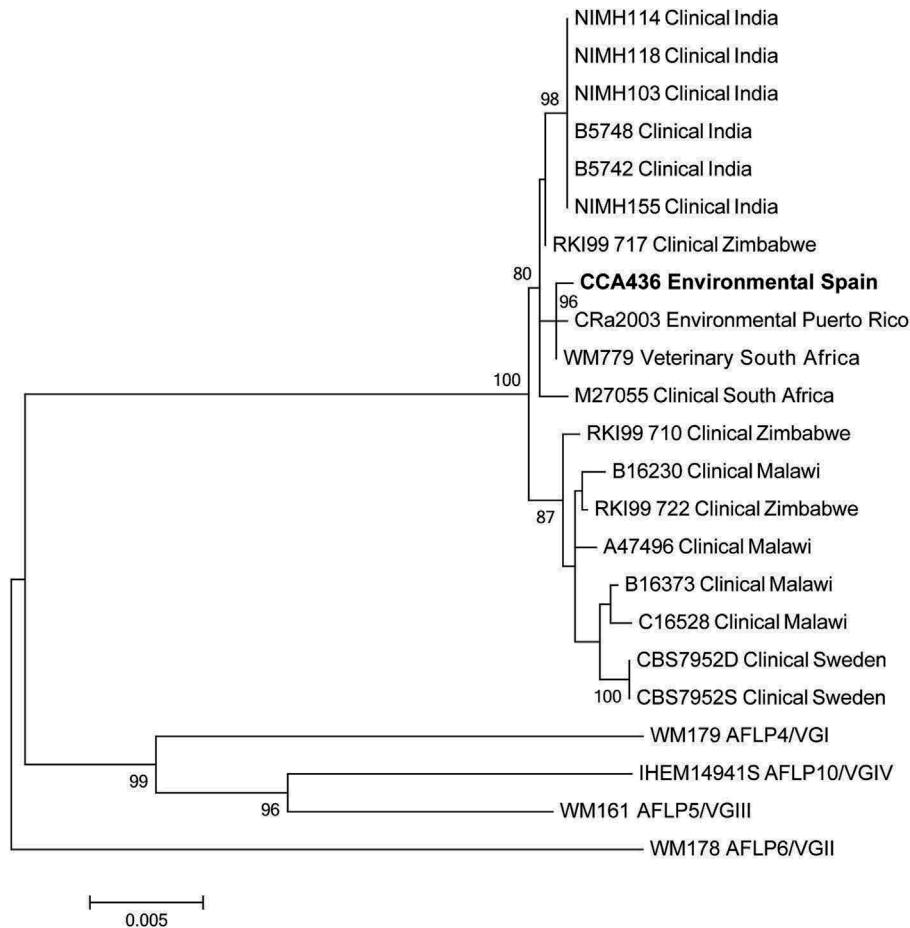 NIMH114 Clinical India
NIMH118 Clinical India
NIMH103 Clinical India
98
B5748 Clinical India
B5742 Clinical India
NIMH155 Clinical India
RKI99 717 Clinical Zimbabwe
80
CCA436 Environmental Spain
96
CRa2003 Environmental Puerto Rico
WM779 Veterinary South Africa
100
M27055 Clinical South Africa
RKI99 710 Clinical Zimbabwe
B16230 Clinical Malawi
87
RKI99 722 Clinical Zimbabwe
A47496 Clinical Malawi
B16373 Clinical Malawi
C16528 Clinical Malawi
CBS7952D Clinical Sweden
100
CBS7952S Clinical Sweden
WM179 AFLP4/VGI
99
IHEM14941S AFLP10/VGIV
96
WM161 AFLP5/VGIII
WM178 AFLP6/VGII
0.005